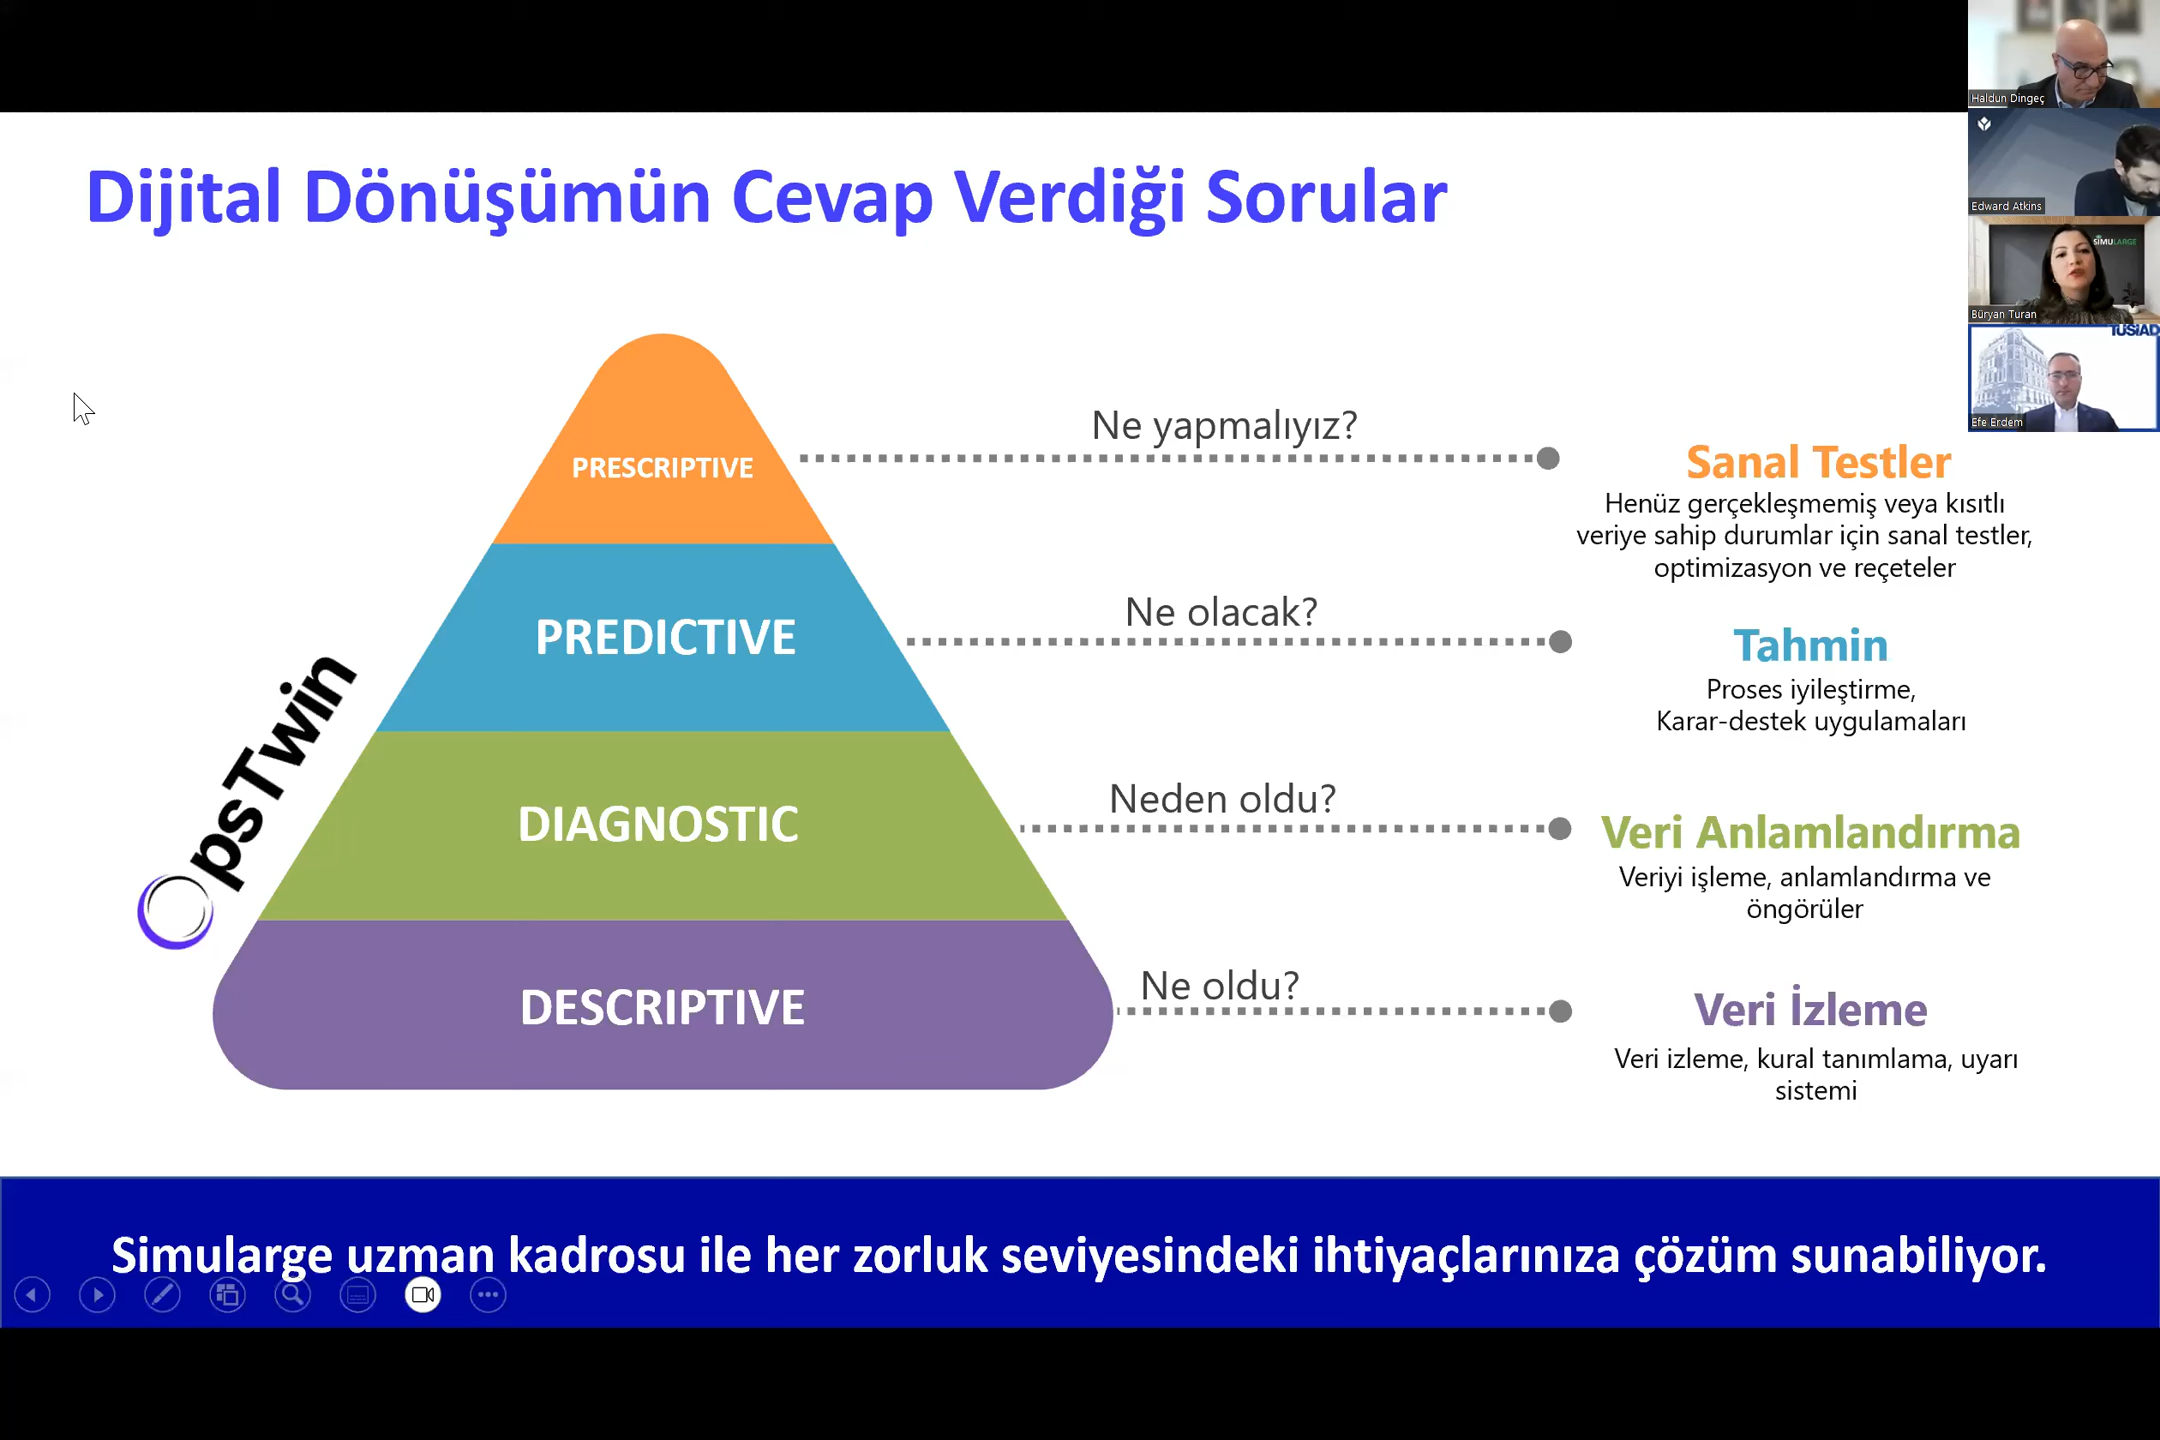 Haldun Dingeç
Edward Atkins
SİMULARGE
Büryan Turan
TÜSİAD
Efe Erdem
Dijital Dönüşümün Cevap Verdiği Sorular
OpsTwin
PRESCRIPTIVE
Ne yapmalıyız?
Sanal Testler
Henüz gerçekleşmemiş veya kısıtlı
veriye sahip durumlar için sanal testler,
optimizasyon ve reçeteler
PREDICTIVE
Ne olacak?
Tahmin
Proses iyileştirme,
Karar-destek uygulamaları
DIAGNOSTIC
Neden oldu?
Veri Anlamlandırma
Veriyi işleme, anlamlandırma ve
öngörüler
DESCRIPTIVE
Ne oldu?
Veri İzleme
Veri izleme, kural tanımlama, uyarı
sistemi
Simularge uzman kadrosu ile her zorluk seviyesindeki ihtiyaçlarınıza çözüm sunabiliyor.